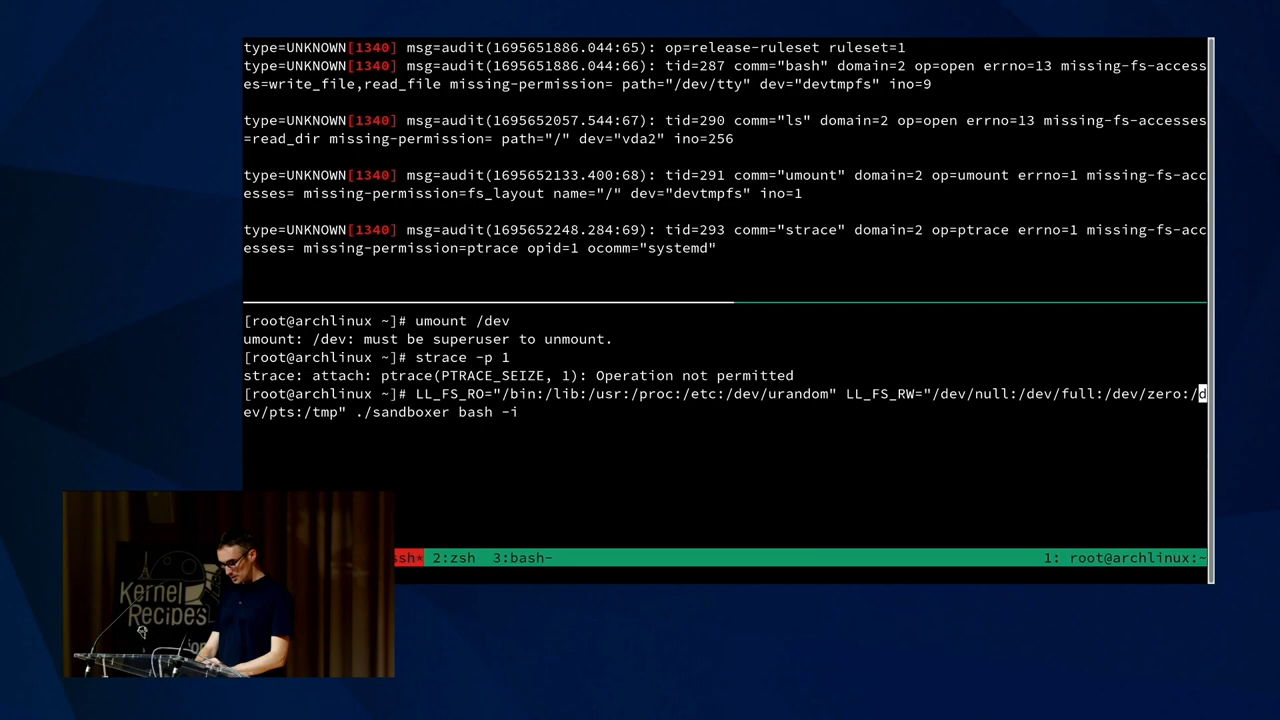 type=UNKNOWN[1340] msg=audit(1695651886.044:65): op=release-ruleset ruleset=1
type=UNKNOWN[1340] msg=audit(1695651886.044:66): tid=287 comm="bash" domain=2 op=open errno=13 missing-fs-access
es=write_file,read_file missing-permission= path="/dev/tty" dev="devtmpfs" ino=9
type=UNKNOWN[1340] msg=audit(1695652057.544:67): tid=290 comm="ls" domain=2 op=open errno=13 missing-fs-accesses
=read_dir missing-permission= path="/" dev="vda2" ino=256
type=UNKNOWN[1340] msg=audit(1695652133.400:68): tid=291 comm="umount" domain=2 op=umount errno=1 missing-fs-acc
esses= missing-permission=fs_layout name="/" dev="devtmpfs" ino=1
type=UNKNOWN[1340] msg=audit(1695652248.284:69): tid=293 comm="strace" domain=2 op=ptrace errno=1 missing-fs-acc
esses= missing-permission=ptrace opid=1 ocomm="systemd"
[root@archlinux ~]# umount /dev
umount: /dev: must be superuser to unmount.
[root@archlinux ~]# strace -p 1
strace: attach: ptrace(PTRACE_SEIZE, 1): Operation not permitted
[root@archlinux ~]# LL_FS_RO="/bin:/lib:/usr:/proc:/etc:/dev/urandom" LL_FS_RW="/dev/null:/dev/full:/dev/zero:/d
ev/pts:/tmp" ./sandboxer bash -i
sh* 2:zsh 3:bash- 1: root@archlinux:~
Kernel
Recipes